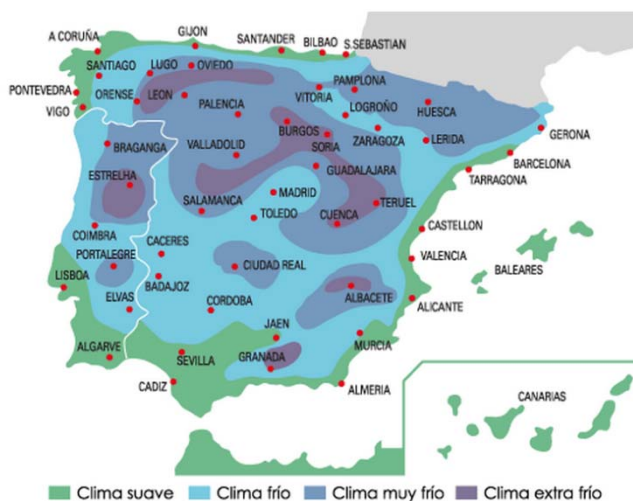 GIJON
SANTANDER
BILBAO
S.SEBASTIAN
A CORUÑA
SANTIAGO
LUGO
OVIEDO
PAMPLONA
PONTEVEDRA
ORENSE
LEON
VITORIA
HUESCA
VIGO
PALENCIA
LOGROÑO
BURGOS
SORIA
ZARAGOZA
LERIDA
GERONA
BRAGANGA
VALLADOLID
BARCELONA
GUADALAJARA
TARRAGONA
ESTRELHA
SALAMANCA
MADRID
TERUEL
TOLEDO
CUENCA
COIMBRA
CASTELLON
CACERES
PORTALEGRE
VALENCIA
LISBOA
CIUDAD REAL
BALEARES
BADAJOZ
ALBACETE
ELVAS
CORDOBA
ALICANTE
JAEN
ALGARVE
MURCIA
SEVILLA
GRANADA
CADIZ
ALMERIA
CANARIAS
Clima suave
Clima frío
Clima muy frío
Clima extra frío